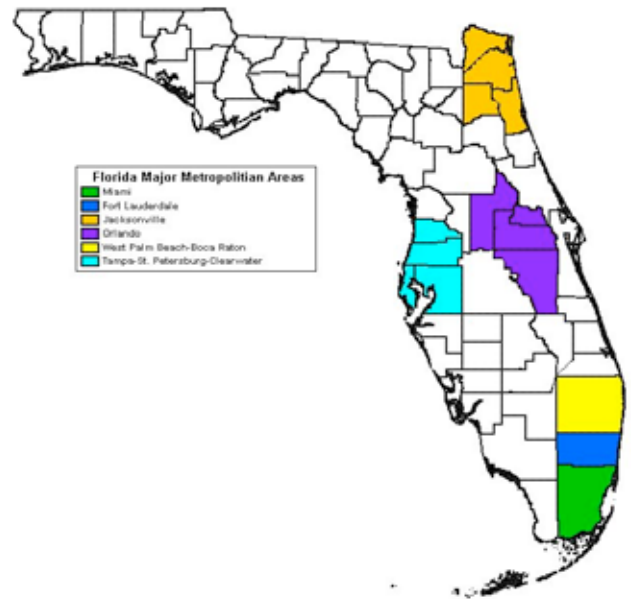 Florida Major Metropolitian Areas
Miami
Fort Lauderdale
Jacksonville
Orlando
West Palm Beach-Boca Raton
Tampa-St. Petersburg-Clearwater